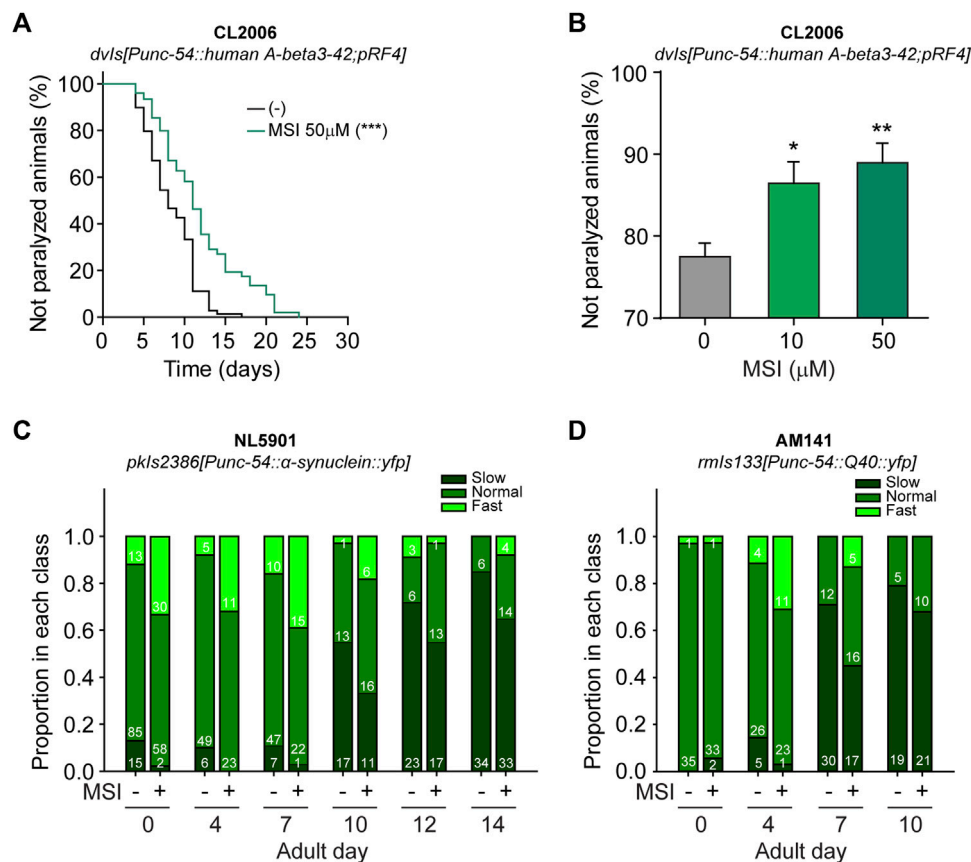 A
CL2006
dvIs[Punc-54::human A-beta3-42;pRF4]
Not paralyzed animals (%)
100
80
60
40
20
0
(-)
MSI 50μM (***)
0 5 10 15 20 25 30
Time (days)
B
CL2006
dvIs[Punc-54::human A-beta3-42;pRF4]
Not paralyzed animals (%)
100
90
80
70
* **
0 10 50
MSI (μM)
C
NL5901
pkIs2386[Punc-54::α-synuclein::yfp]
Slow
Normal
Fast
Proportion in each class
1.0
0.8
0.6
0.4
0.2
0.0
13 30 5 11 10 15 1 6 3 1 6 4
85 58 49 23 47 22 13 16 6 13 14
15 2 6 7 1 17 11 23 17 34 33
MSI - + - + - + - + - + - +
0 4 7 10 12 14
Adult day
D
AM141
rmIs133[Punc-54::Q40::yfp]
Slow
Normal
Fast
Proportion in each class
1.0
0.8
0.6
0.4
0.2
0.0
1 1 4 11 12 5 5 10
35 33 26 23 16
2 5 1 30 17 19 21
MSI - + - + - + - +
0 4 7 10
Adult day